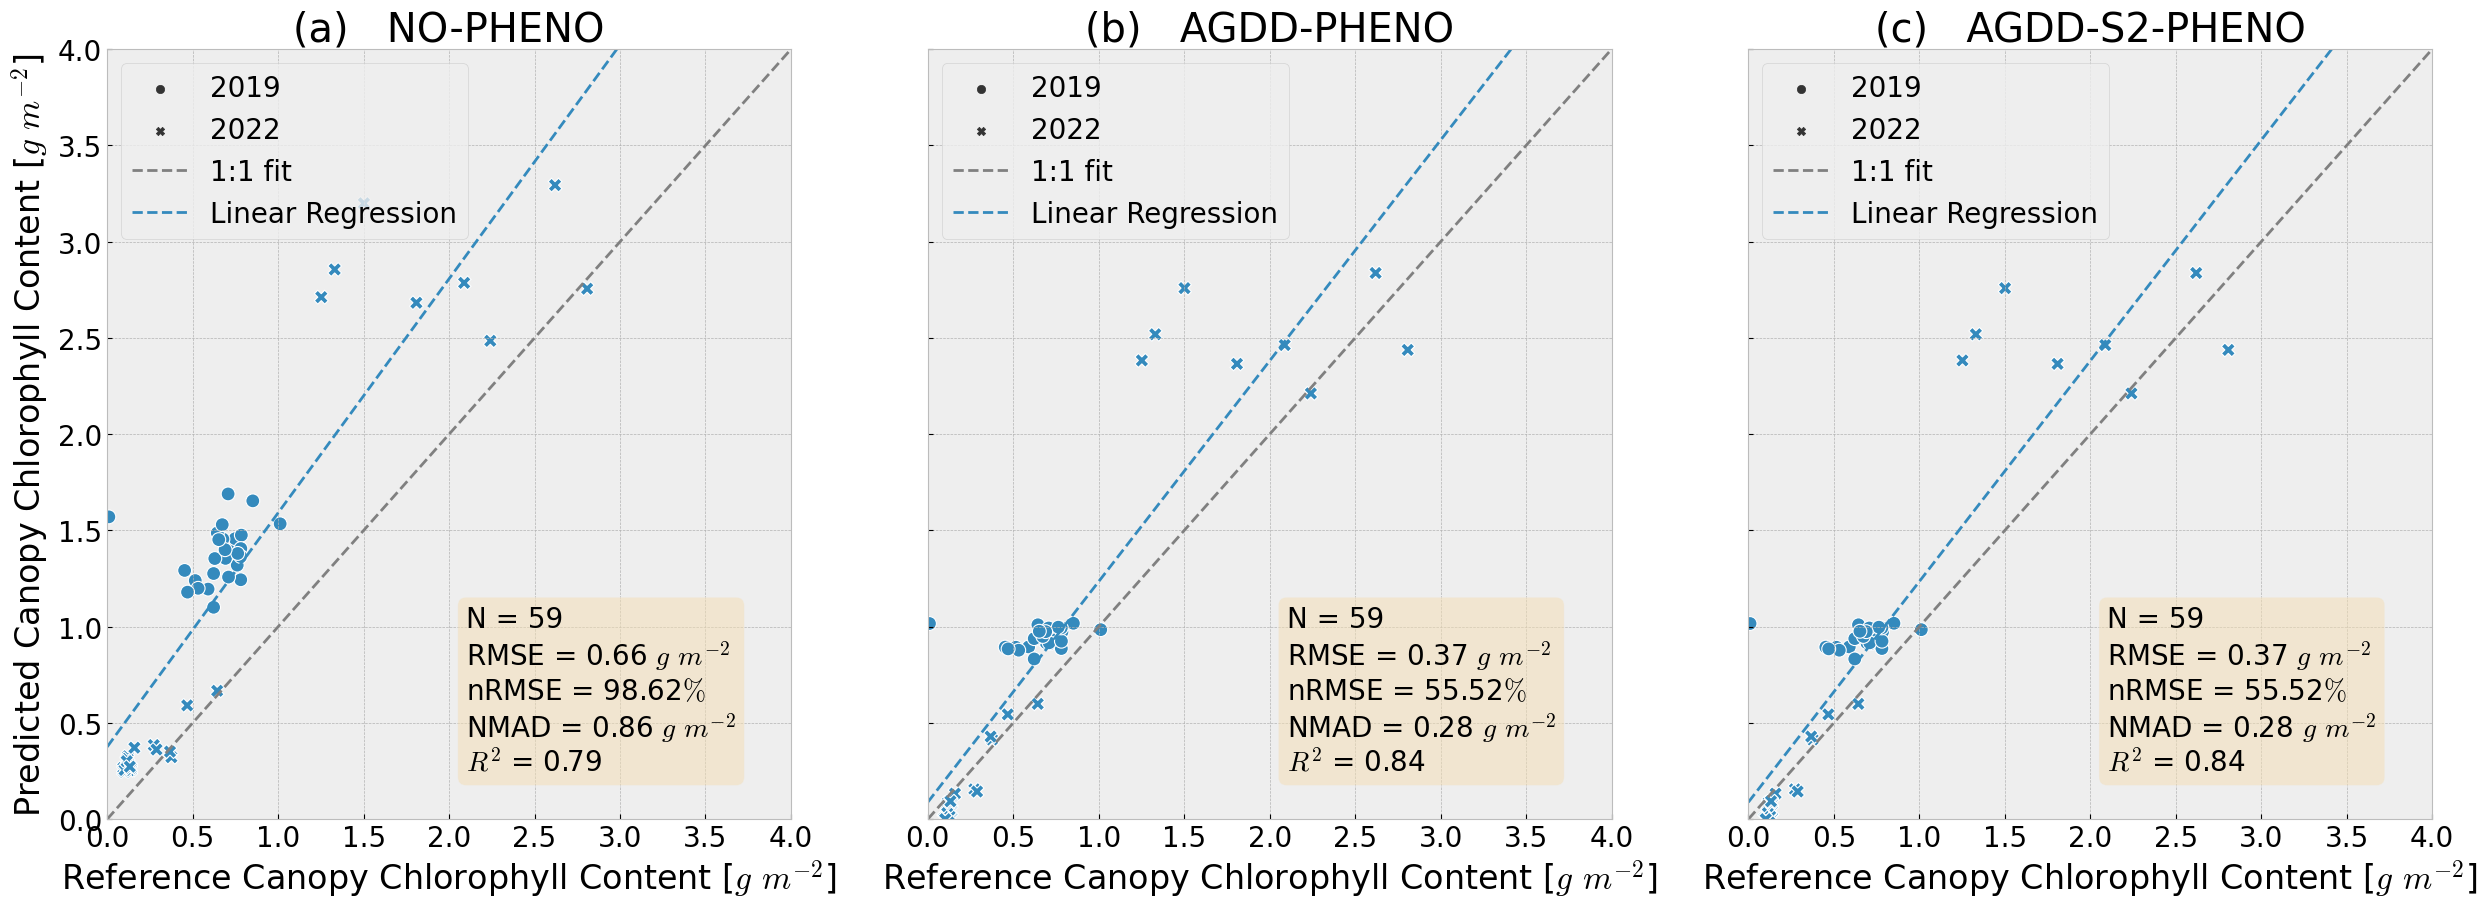 (a) NO-PHENO
Predicted Canopy Chlorophyll Content [g m⁻²]
4.0
3.5
3.0
2.5
2.0
1.5
1.0
0.5
0.0
2019
2022
1:1 fit
Linear Regression
N = 59
RMSE = 0.66 g m⁻²
nRMSE = 98.62%
NMAD = 0.86 g m⁻²
R² = 0.79
0.0 0.5 1.0 1.5 2.0 2.5 3.0 3.5 4.0
Reference Canopy Chlorophyll Content [g m⁻²]
(b) AGDD-PHENO
2019
2022
1:1 fit
Linear Regression
N = 59
RMSE = 0.37 g m⁻²
nRMSE = 55.52%
NMAD = 0.28 g m⁻²
R² = 0.84
0.0 0.5 1.0 1.5 2.0 2.5 3.0 3.5 4.0
Reference Canopy Chlorophyll Content [g m⁻²]
(c) AGDD-S2-PHENO
2019
2022
1:1 fit
Linear Regression
N = 59
RMSE = 0.37 g m⁻²
nRMSE = 55.52%
NMAD = 0.28 g m⁻²
R² = 0.84
0.0 0.5 1.0 1.5 2.0 2.5 3.0 3.5 4.0
Reference Canopy Chlorophyll Content [g m⁻²]